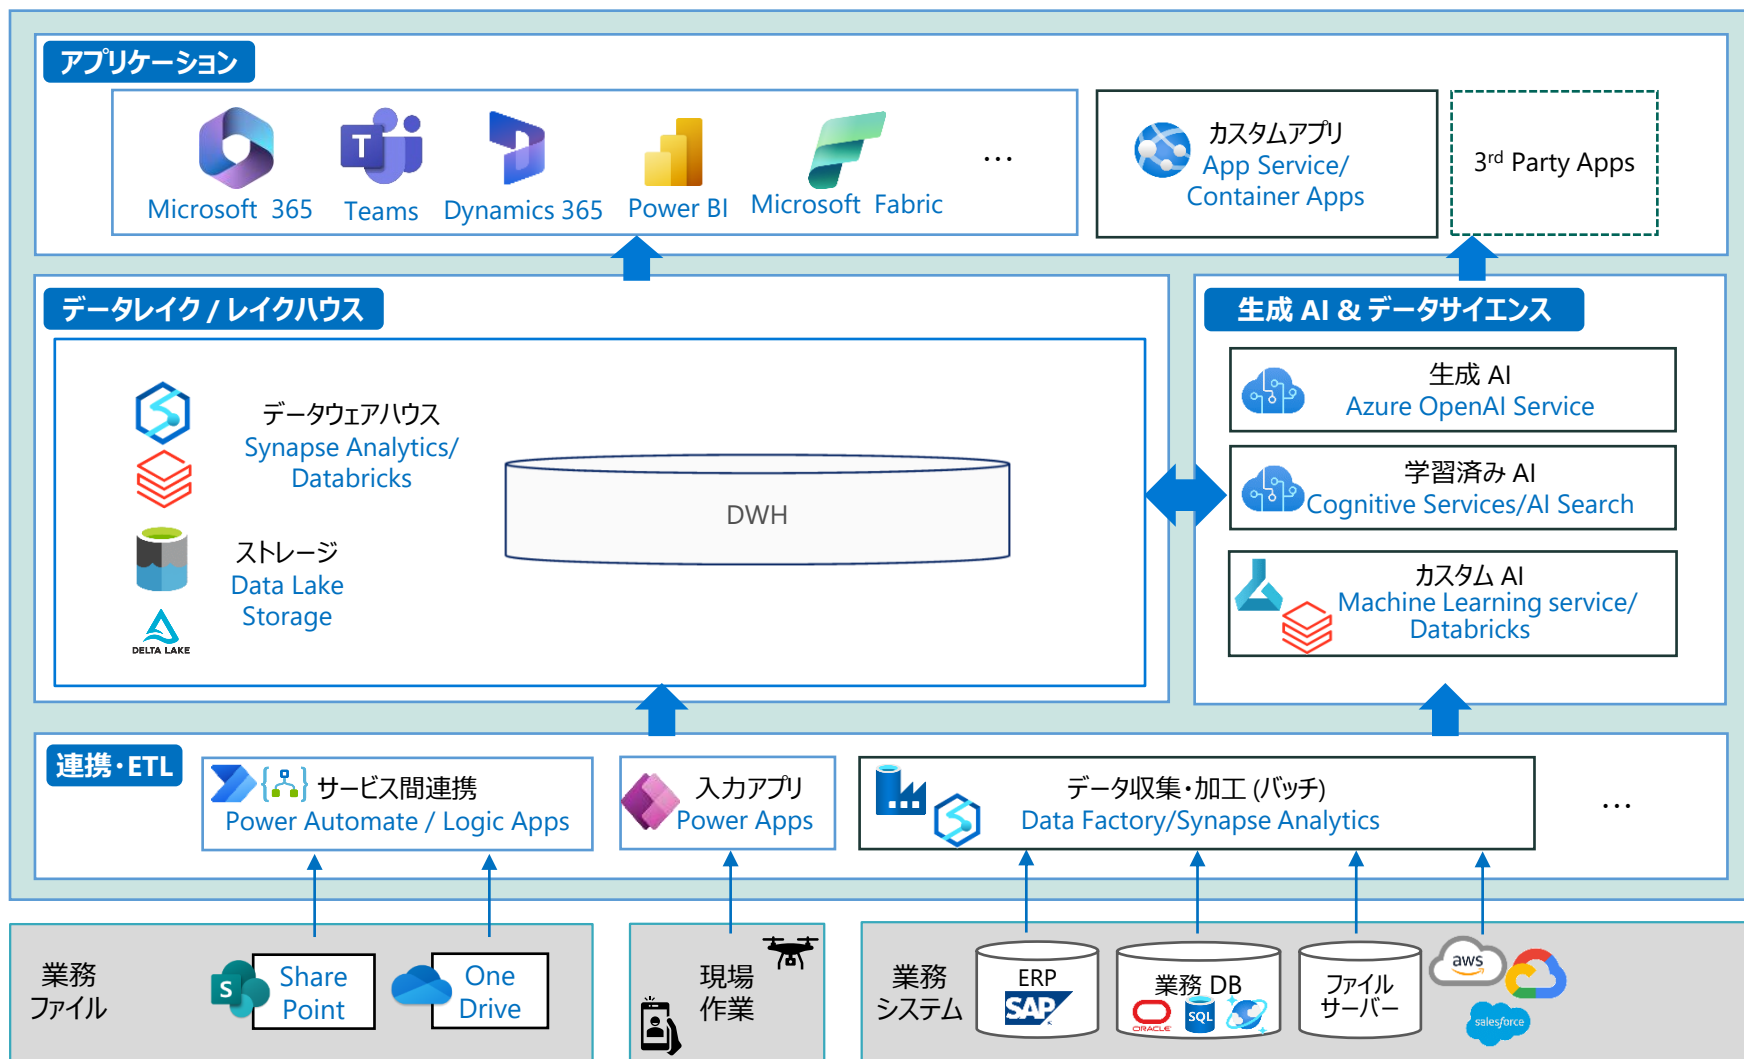 アプリケーション
Microsoft 365
Teams
Dynamics 365
Power BI
Microsoft Fabric
…
カスタムアプリ
App Service/
Container Apps
3rd Party Apps
データレイク / レイクハウス
データウェアハウス
Synapse Analytics/
Databricks
ストレージ
Data Lake
Storage
DELTA LAKE
DWH
生成 AI & データサイエンス
生成 AI
Azure OpenAI Service
学習済み AI
Cognitive Services/AI Search
カスタム AI
Machine Learning service/
Databricks
連携・ETL
サービス間連携
Power Automate / Logic Apps
入力アプリ
Power Apps
データ収集・加工 (バッチ)
Data Factory/Synapse Analytics
…
業務
ファイル
S
Share
Point
One
Drive
現場
作業
業務
システム
ERP
SAP
業務 DB
ORACLE
SQL
ファイル
サーバー
aws
salesforce